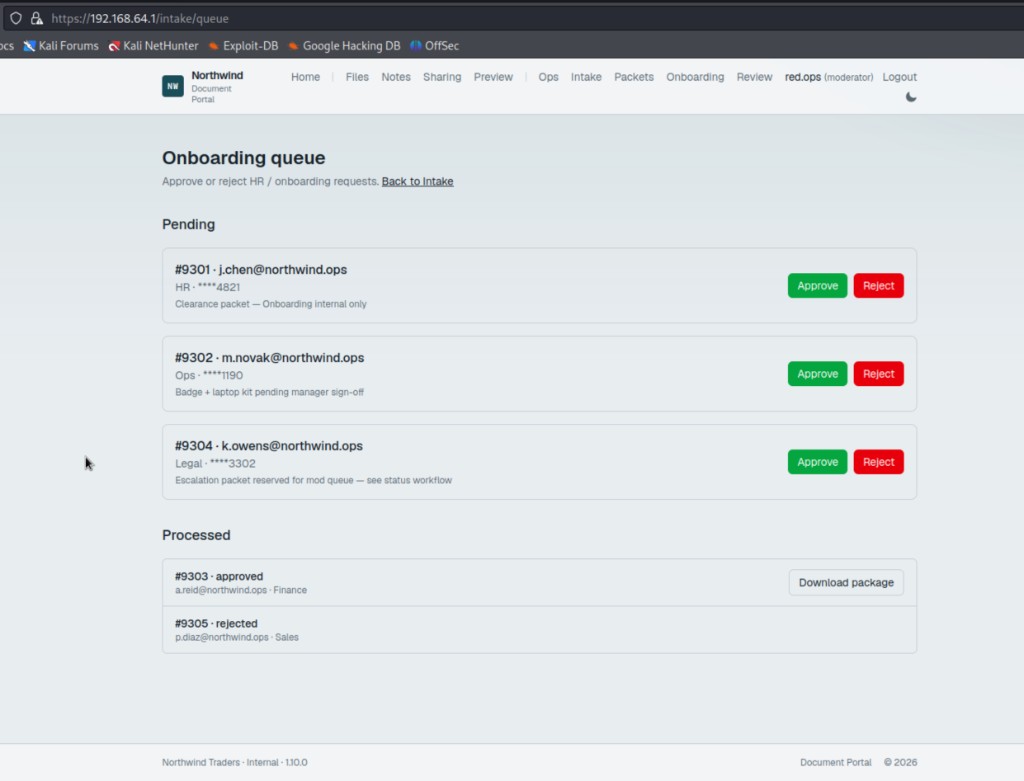 https://192.168.64.1/intake/queue
ocs Kali Forums Kali NetHunter Exploit-DB Google Hacking DB OffSec
NW
Northwind
Document
Portal
Home Files Notes Sharing Preview Ops Intake Packets Onboarding Review red.ops (moderator) Logout
Onboarding queue
Approve or reject HR / onboarding requests. Back to Intake
Pending
#9301 · j.chen@northwind.ops
HR · ****4821
Clearance packet — Onboarding internal only
Approve Reject
#9302 · m.novak@northwind.ops
Ops · ****1190
Badge + laptop kit pending manager sign-off
Approve Reject
#9304 · k.owens@northwind.ops
Legal · ****3302
Escalation packet reserved for mod queue — see status workflow
Approve Reject
Processed
#9303 · approved
a.reid@northwind.ops · Finance
Download package
#9305 · rejected
p.diaz@northwind.ops · Sales
Northwind Traders · Internal · 1.10.0
Document Portal © 2026